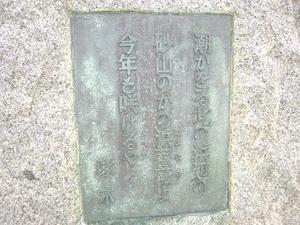 潮かをる北の浜辺の
砂山のかの浜薔薇よ
今年も咲けるや
啄木